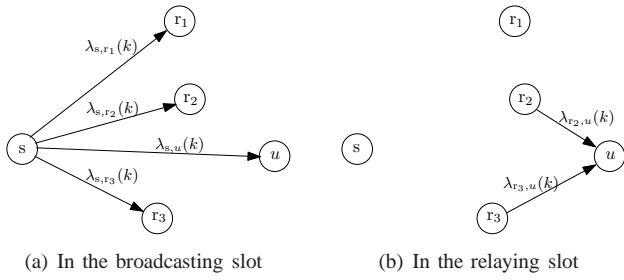 r₁
r₁
λₛ,ᵣ₁(k)
r₂
r₂
λₛ,ᵣ₂(k)
λᵣ₂,ᵤ(k)
s
λₛ,ᵤ(k)
u
s
u
λₛ,ᵣ₃(k)
λᵣ₃,ᵤ(k)
r₃
r₃
(a) In the broadcasting slot
(b) In the relaying slot